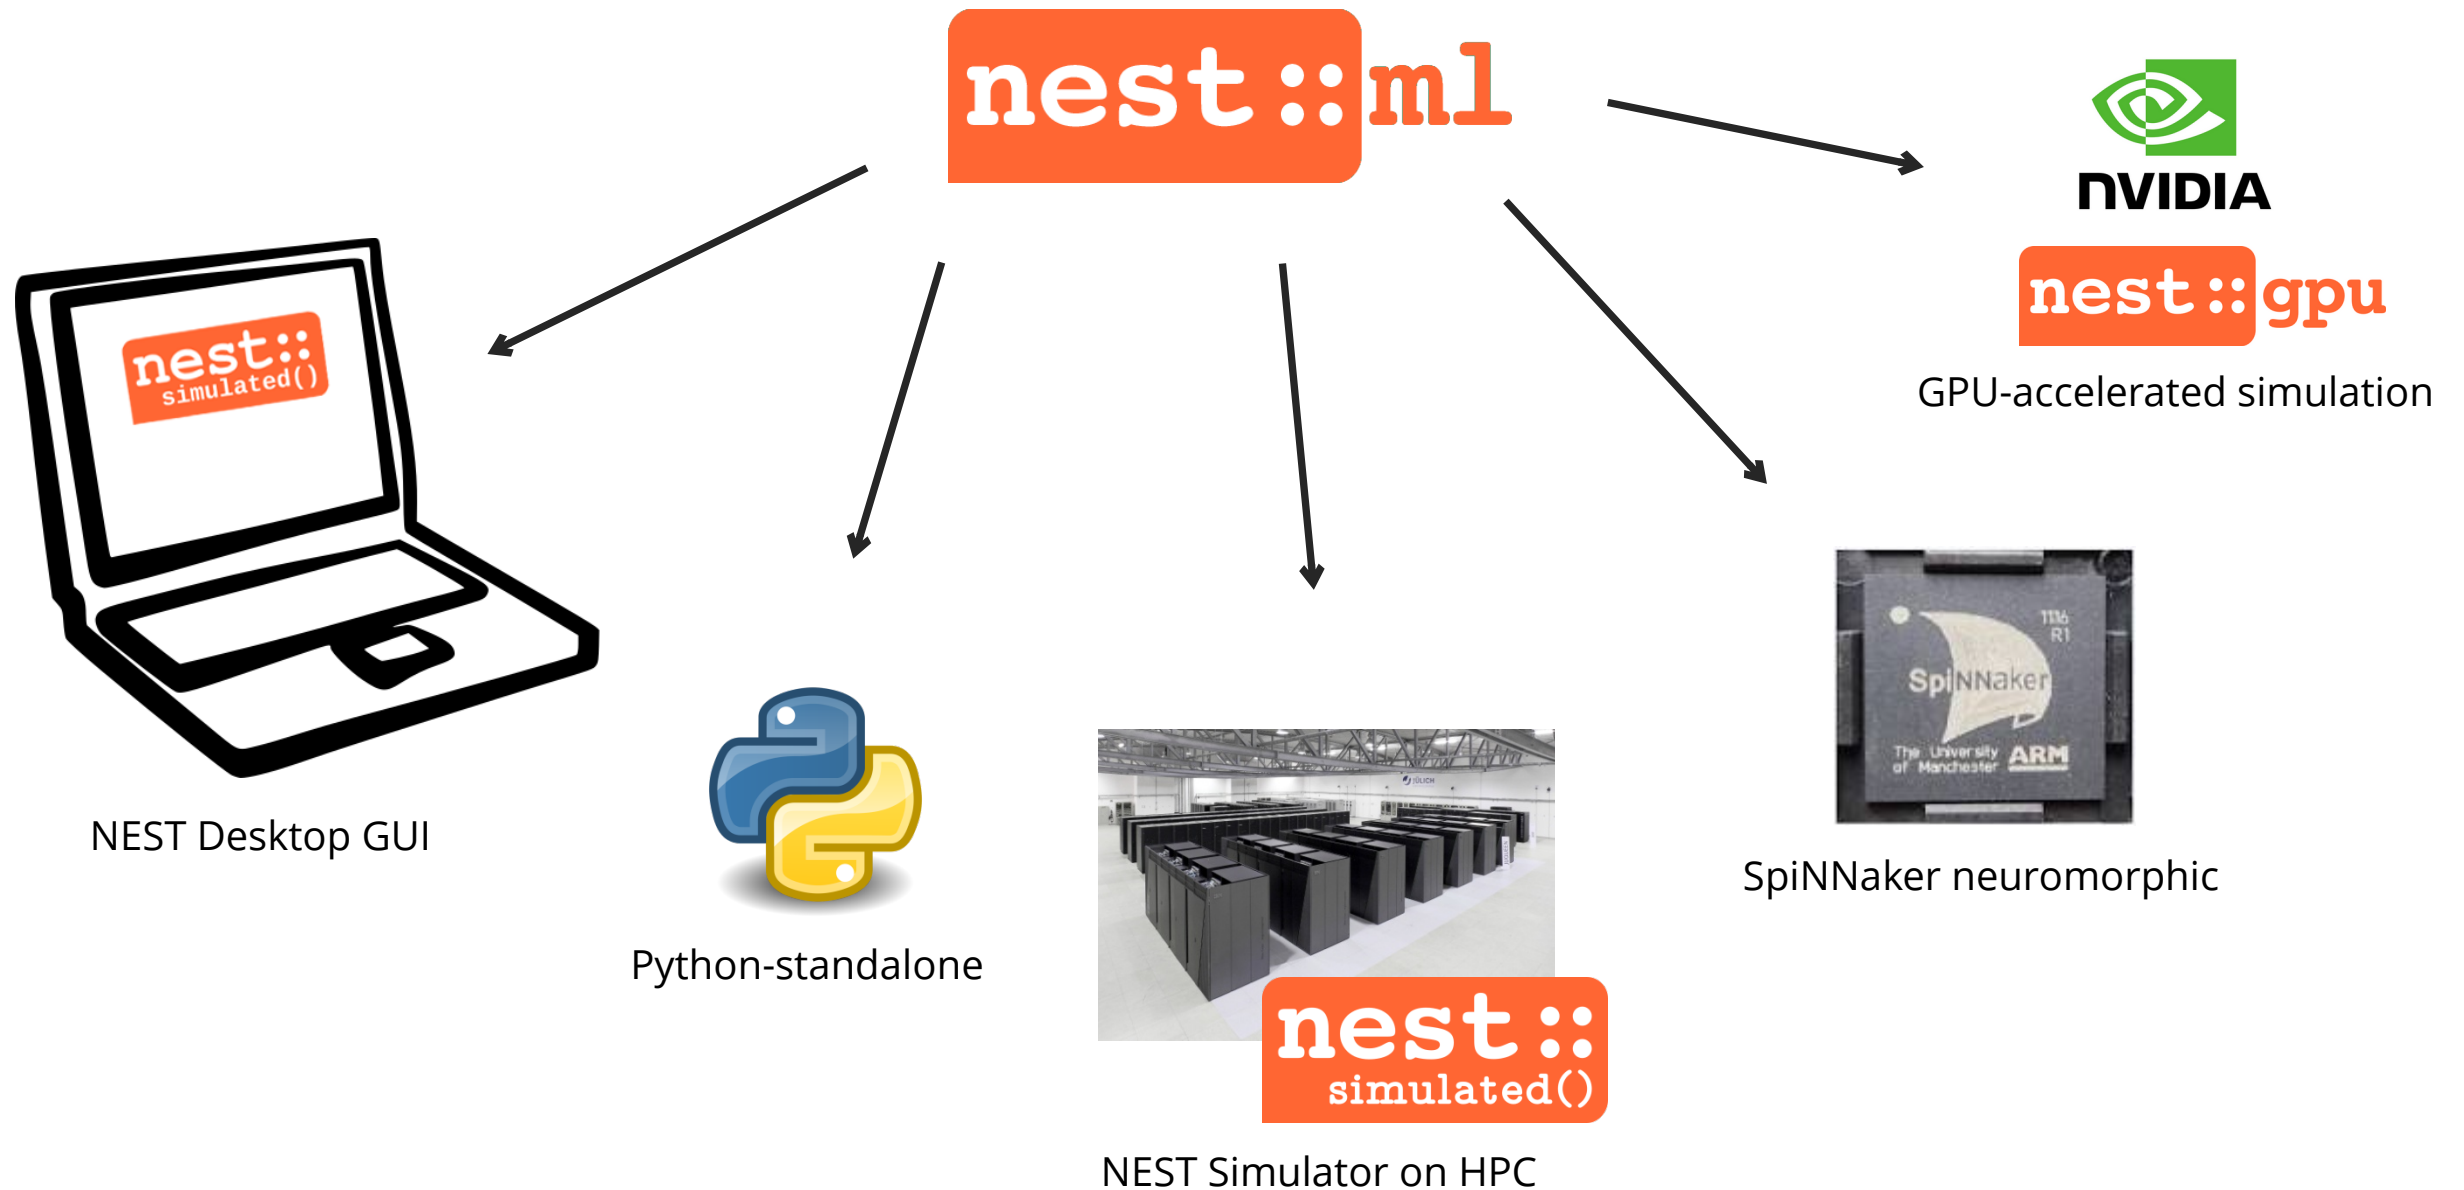 nest::ml
nVIDIA
nest::gpu
GPU-accelerated simulation
nest::
simulated()
NEST Desktop GUI
Python-standalone
JÜLICH
nest::
simulated()
NEST Simulator on HPC
1116
R1
SpiNNaker
The University
of Manchester
ARM
SpiNNaker neuromorphic